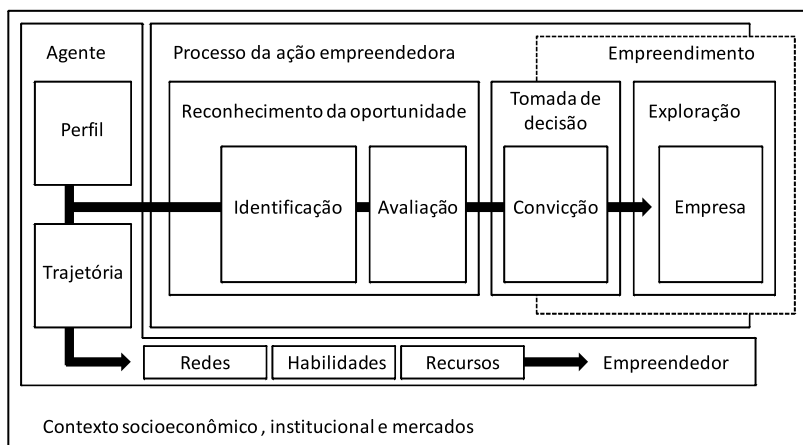 Agente
Processo da ação empreendedora
Empreendimento
Perfil
Reconhecimento da oportunidade
Tomada de
decisão
Exploração
Identificação
Avaliação
Convicção
Empresa
Trajetória
Redes
Habilidades
Recursos
Empreendedor
Contexto socioeconômico , institucional e mercados